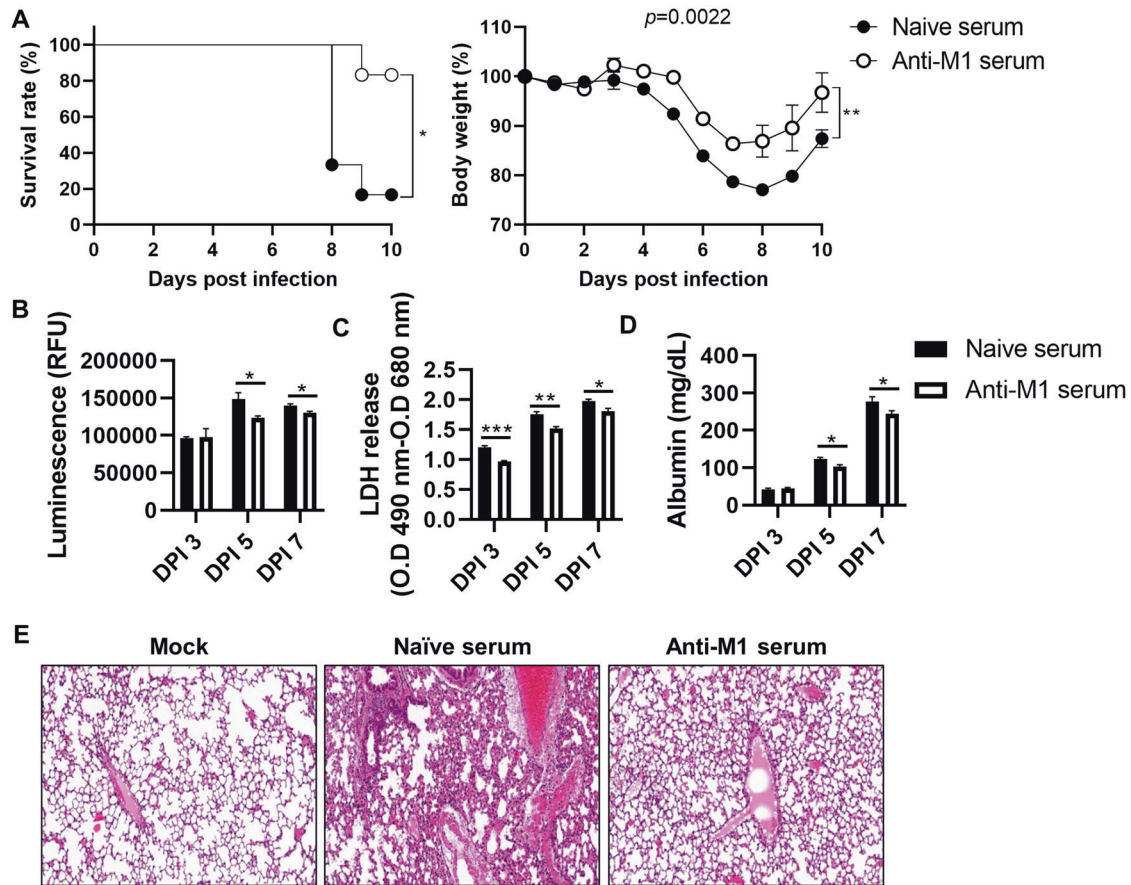 A
p=0.0022
Naive serum
Anti-M1 serum
Survival rate (%)
100
80
60
40
20
0
*
0 2 4 6 8 10
Days post infection
Body weight (%)
110
100
90
80
70
**
0 2 4 6 8 10
Days post infection
B
Luminescence (RFU)
200000
150000
100000
50000
0
* *
DPI 3 DPI 5 DPI 7
C
LDH release
(O.D 490 nm-O.D 680 nm)
2.5
2.0
1.5
1.0
0.5
0.0
*** ** *
DPI 3 DPI 5 DPI 7
D
Albumin (mg/dL)
400
300
200
100
0
* *
DPI 3 DPI 5 DPI 7
Naive serum
Anti-M1 serum
E
Mock Naïve serum Anti-M1 serum